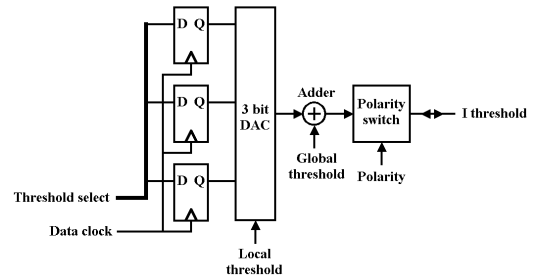 D Q
D Q
D Q
3 bit
DAC
Adder
Polarity
switch
I threshold
Global
threshold
Polarity
Threshold select
Data clock
Local
threshold